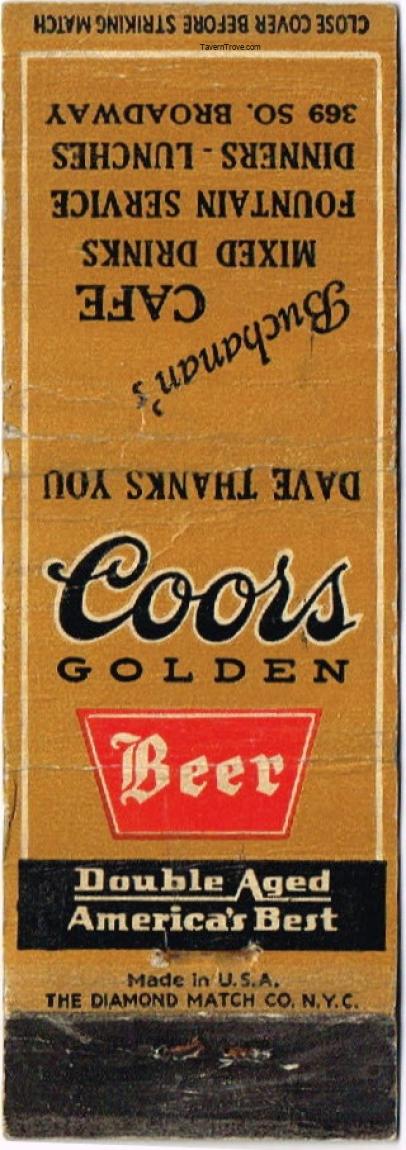 CLOSE COVER BEFORE STRIKING MATCH
TavernTrove.com
369 SO. BROADWAY
DINNERS - LUNCHES
FOUNTAIN SERVICE
MIXED DRINKS
CAFE
Buchanan's
DAVE THANKS YOU
Coors
GOLDEN
Beer
Double Aged
America's Best
Made in U.S.A.
THE DIAMOND MATCH CO. N.Y.C.